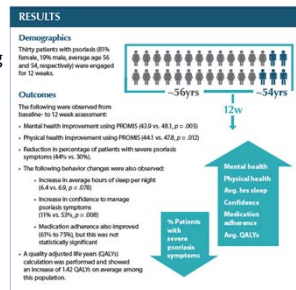 RESULTS
Demographics
Thirty patients with psoriasis (81%
female, 19% male, average age 56
and 54, respectively) were engaged
for 12 weeks.
~56yrs
~54yrs
12w
Outcomes
The following were observed from
baseline- to 12 week assessment:
• Mental health improvement using PROMIS (43.9 vs. 48.1, p = .003)
• Physical health improvement using PROMIS (44.1 vs. 47.8, p = .012)
• Reduction in percentage of patients with severe psoriasis
symptoms (44% vs. 30%).
• The following behavior changes were also observed:
• Increase in average hours of sleep per night
(6.4 vs. 6.9, p = .078)
• Increase in confidence to manage
psoriasis symptoms
(11% vs. 53%, p = .008)
• Medication adherence also improved
(61% to 75%), but this was not
statistically significant
• A quality adjusted life years (QALYs)
calculation was performed and showed
an increase of 1.42 QALYs on average among
this population.
% Patients
with
severe
psoriasis
symptoms
Mental health
Physical health
Avg. hrs sleep
Confidence
Medication
adherence
Avg. QALYs